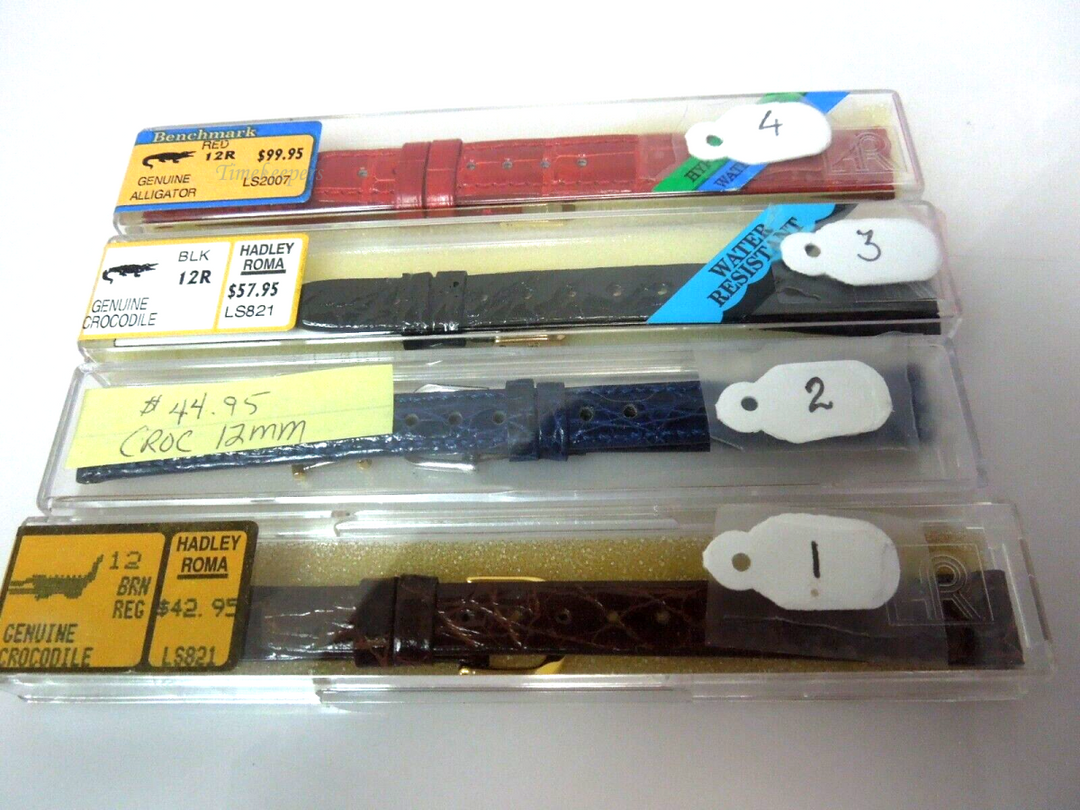 Benchmark
RED
12R $99.95
GENUINE
ALLIGATOR
LS2007
Timekeepers
4
HY
WAT
BLK
12R
GENUINE
CROCODILE
HADLEY
ROMA
$57.95
LS821
WATER
RESISTANT
3
$44.95
CROC 12MM
2
12
BRN
REG
GENUINE
CROCODILE
HADLEY
ROMA
$42.95
LS821
1